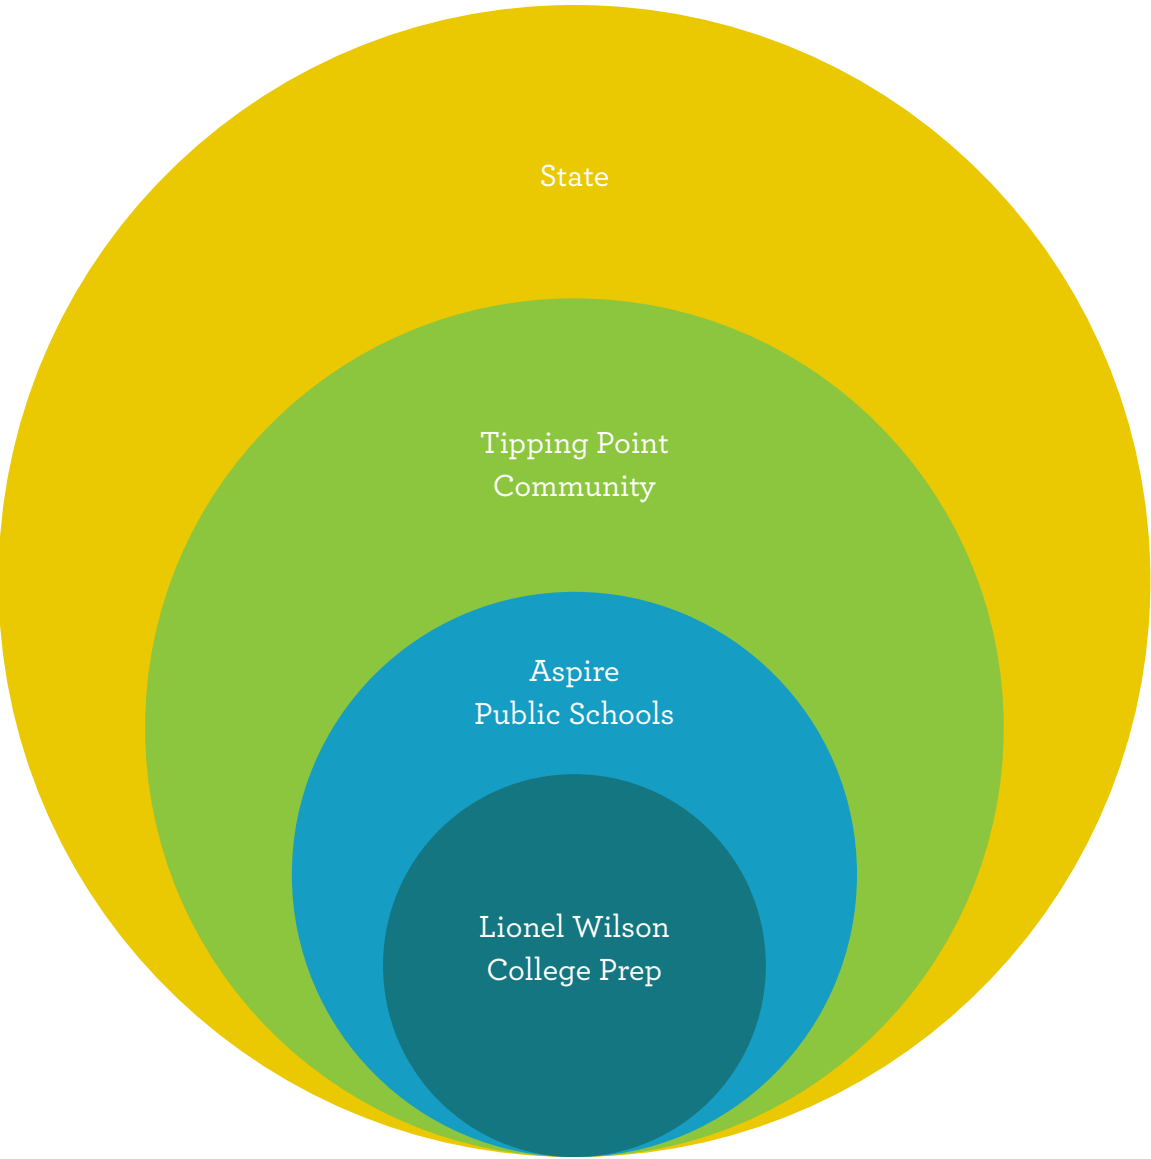 State
Tipping Point
Community
Aspire
Public Schools
Lionel Wilson
College Prep